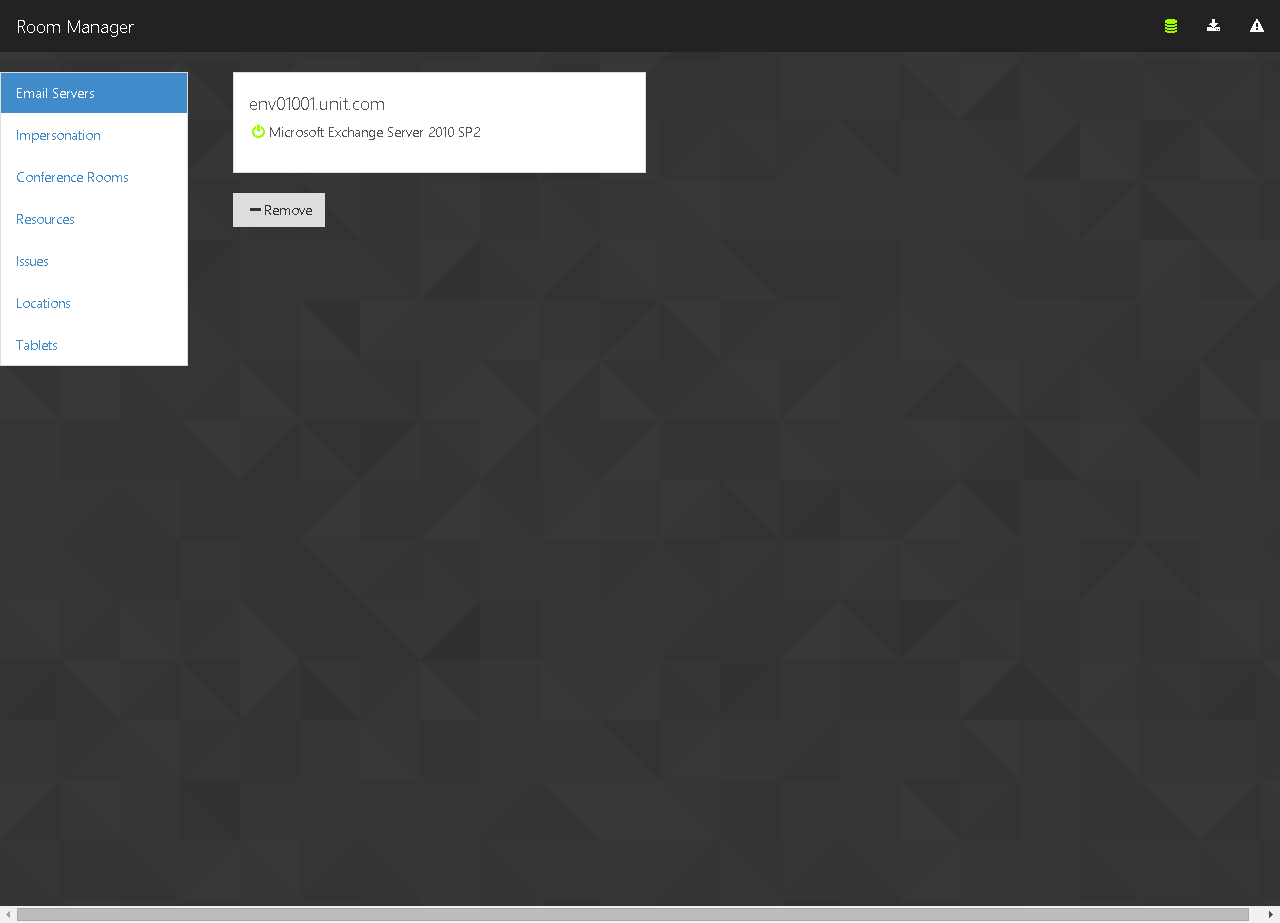 Room Manager
Email Servers
Impersonation
Conference Rooms
Resources
Issues
Locations
Tablets
env01001.unit.com
Microsoft Exchange Server 2010 SP2
Remove